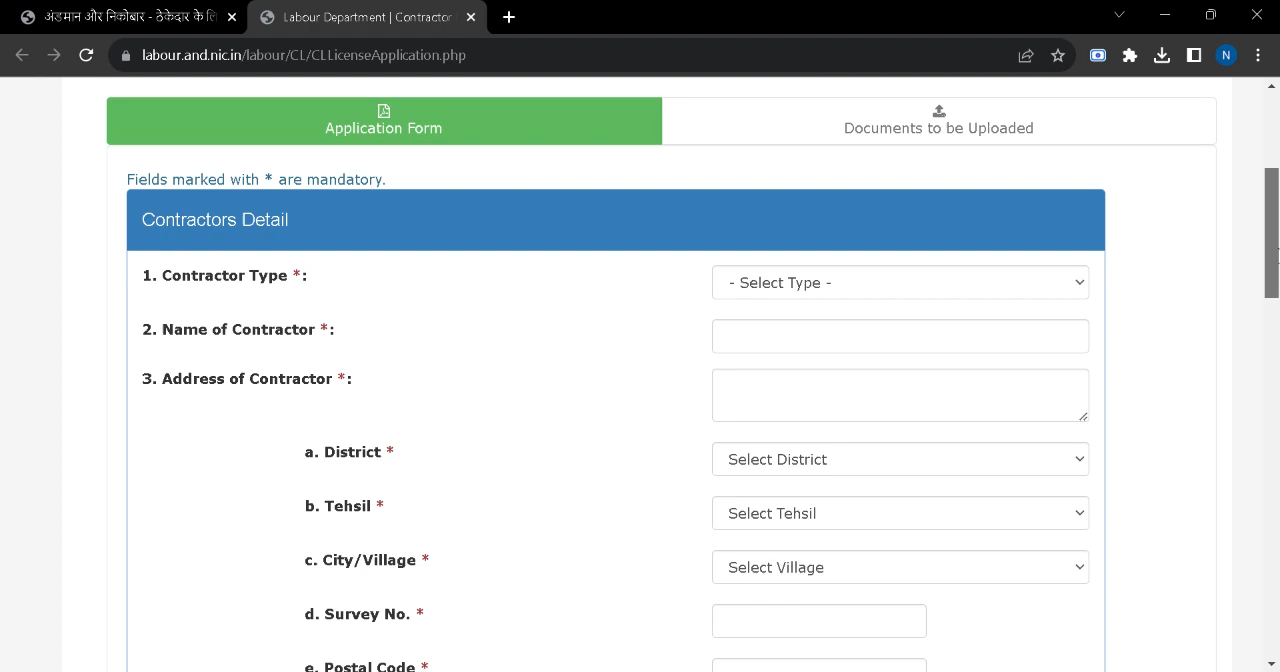 अंडमान और निकोबार - ठेकेदार के लि
Labour Department | Contractor
labour.and.nic.in/labour/CL/CLLicenseApplication.php
N
Application Form
Documents to be Uploaded
Fields marked with * are mandatory.
Contractors Detail
1. Contractor Type *:
- Select Type -
2. Name of Contractor *:
3. Address of Contractor *:
a. District *
Select District
b. Tehsil *
Select Tehsil
c. City/Village *
Select Village
d. Survey No. *
e. Postal Code *